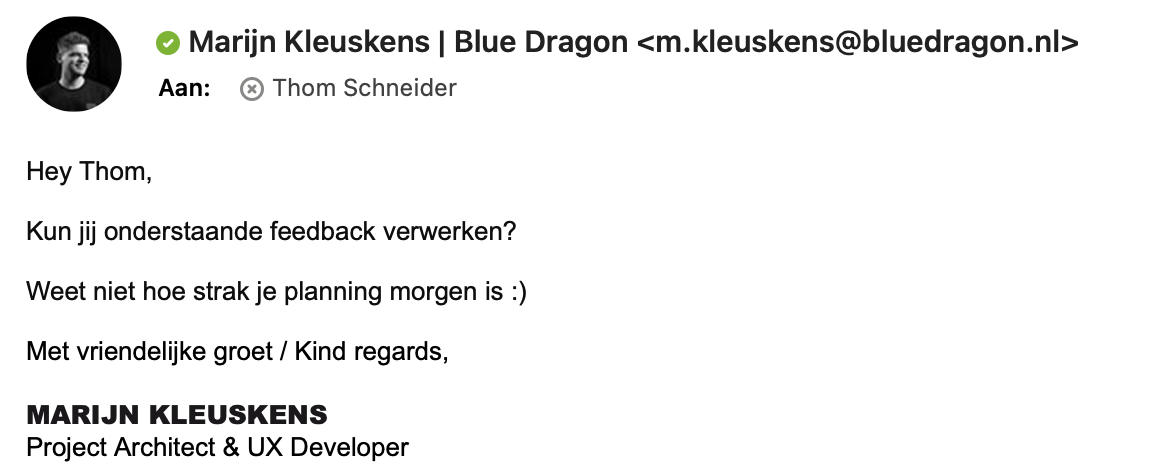 Marijn Kleuskens | Blue Dragon <m.kleuskens@bluedragon.nl>
Aan: Thom Schneider
Hey Thom,
Kun jij onderstaande feedback verwerken?
Weet niet hoe strak je planning morgen is :)
Met vriendelijke groet / Kind regards,
MARIJN KLEUSKENS
Project Architect & UX Developer